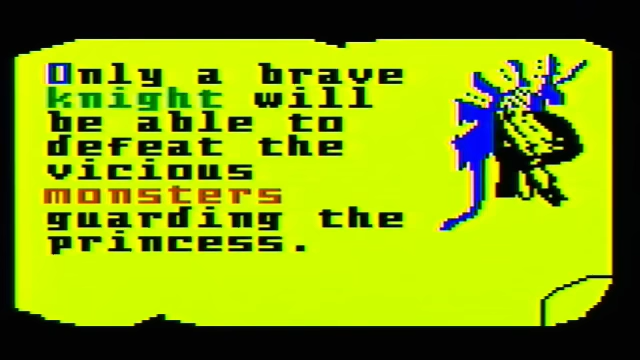 Only a brave
knight will
be able to
defeat the
vicious
monsters
guarding the
princess.